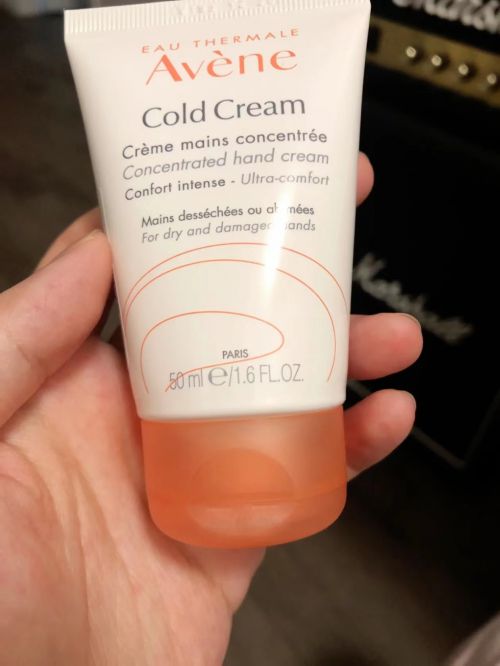 EAU THERMALE
Avène
Cold Cream
Crème mains concentrée
Concentrated hand cream
Confort intense - Ultra-comfort
Mains desséchées ou abîmées
For dry and damaged hands
PARIS
50 ml e/1.6 FL.OZ.
Marshall